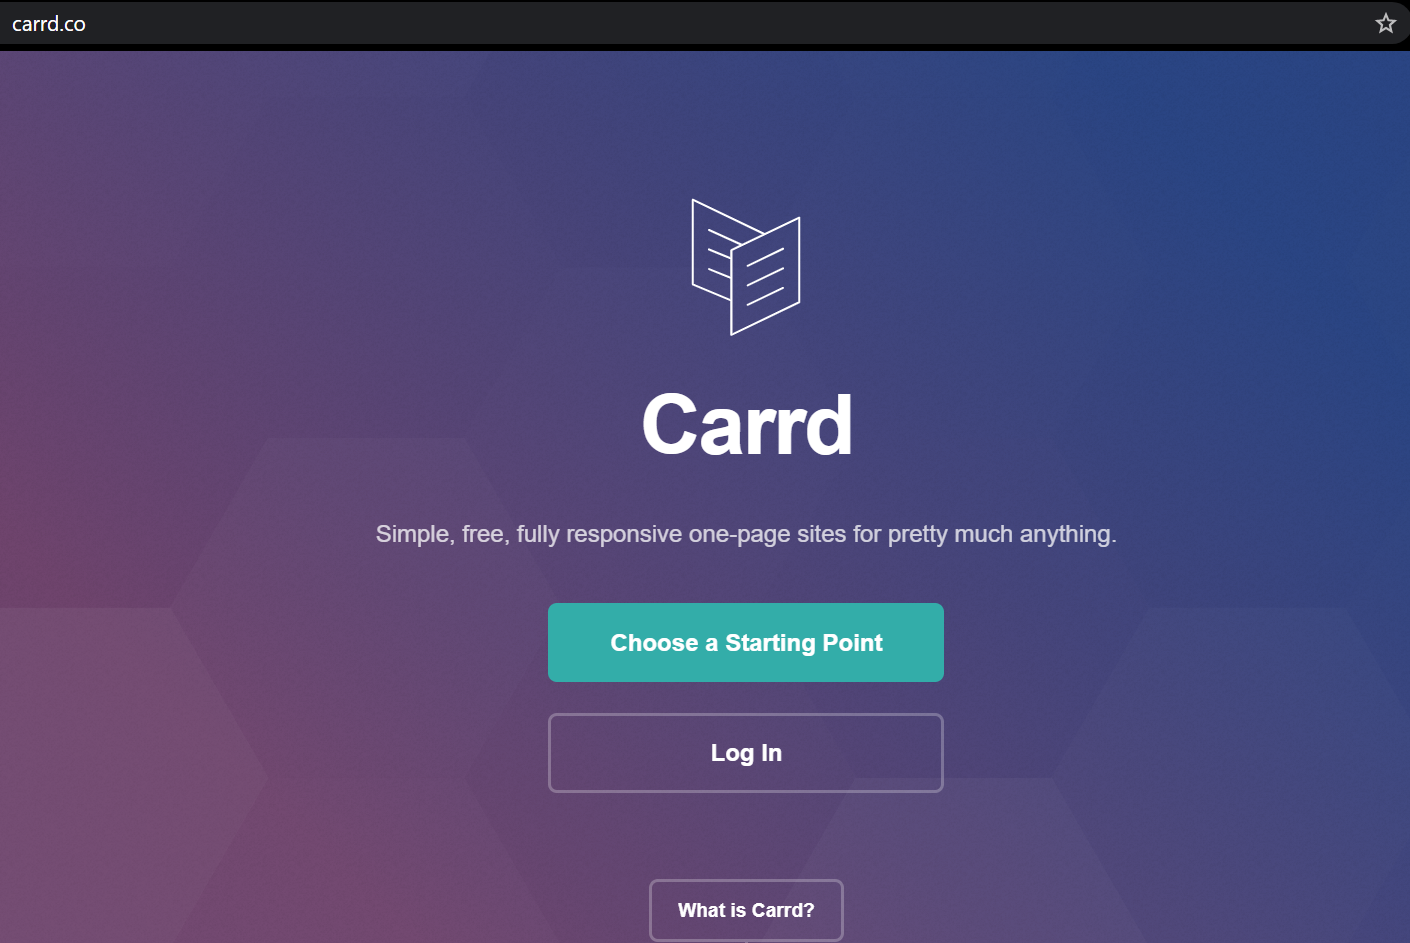 carrd.co
Carrd
Simple, free, fully responsive one-page sites for pretty much anything.
Choose a Starting Point
Log In
What is Carrd?